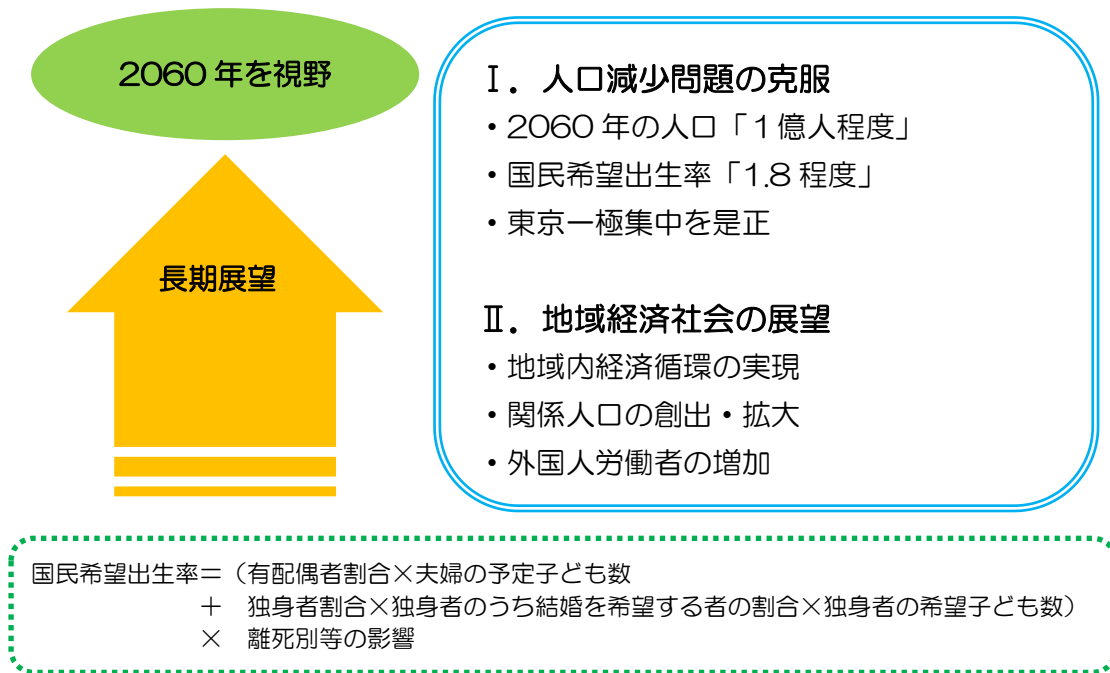 2060 年を視野
長期展望
Ⅰ．人口減少問題の克服
・2060 年の人口「１億人程度」
・国民希望出生率「1.8 程度」
・東京一極集中を是正
Ⅱ．地域経済社会の展望
・地域内経済循環の実現
・関係人口の創出・拡大
・外国人労働者の増加
国民希望出生率＝（有配偶者割合×夫婦の予定子ども数
＋　独身者割合×独身者のうち結婚を希望する者の割合×独身者の希望子ども数）
×　離死別等の影響